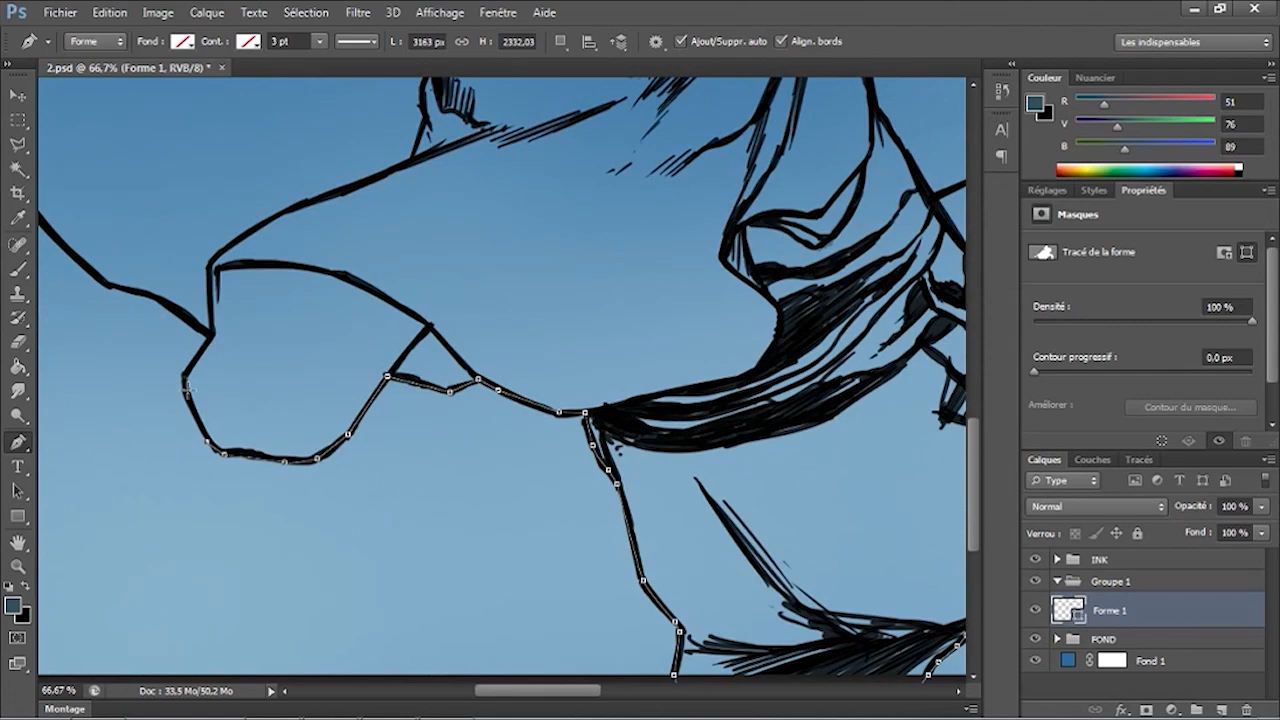 Ps Fichier Edition Image Calque Texte Sélection Filtre 3D Affichage Fenêtre Aide
Forme Fond : Cont. : 3 pt L : 3163 px H : 2332,03 Ajout/Suppr. auto Align. bords Les indispensables
2.psd @ 66,7% (Forme 1, RVB/8) * ×
Couleur Nuancier
R 51
V 76
B 89
Réglages Styles Propriétés
Masques
Tracé de la forme
Densité : 100 %
Contour progressif : 0,0 px
Améliorer : Contour du masque...
Calques Couches Tracés
Type
Normal Opacité : 100 %
Verrou : Fond : 100 %
INK
Groupe 1
Forme 1
FOND
Fond 1
66,67 % Doc : 33.5 Mo/50,2 Mo
Montage